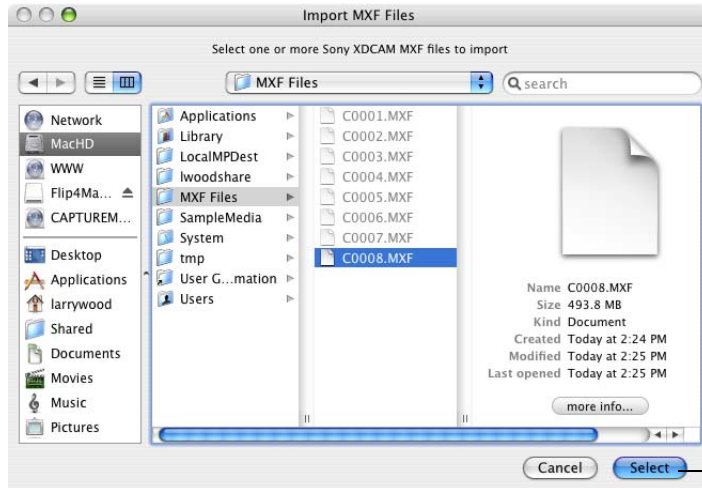 Import MXF Files
Select one or more Sony XDCAM MXF files to import
MXF Files
search
Network
MacHD
WWW
Flip4Ma...
CAPTUREM...
Desktop
Applications
larrywood
Shared
Documents
Movies
Music
Pictures
Applications
Library
LocalMPDest
lwoodshare
MXF Files
SampleMedia
System
tmp
User G...mation
Users
C0001.MXF
C0002.MXF
C0003.MXF
C0004.MXF
C0005.MXF
C0006.MXF
C0007.MXF
C0008.MXF
Name C0008.MXF
Size 493.8 MB
Kind Document
Created Today at 2:24 PM
Modified Today at 2:25 PM
Last opened Today at 2:25 PM
more info...
Cancel
Select